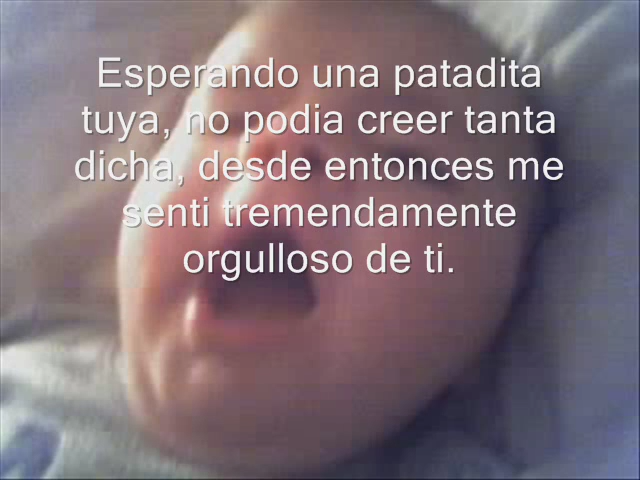 Esperando una patadita
tuya, no podia creer tanta
dicha, desde entonces me
senti tremendamente
orgulloso de ti.